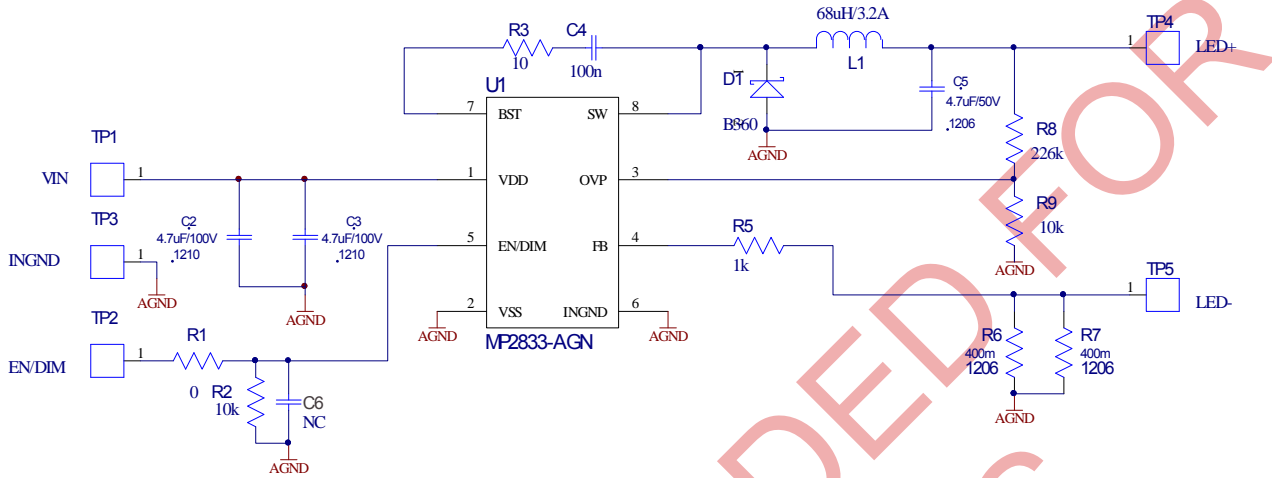 68uH/3.2A
TP4
1
LED+
R3
C4
10
100n
L1
D1
B360
C5
4.7uF/50V
.1206
AGND
U1
7
BST
SW
8
R8
226k
TP1
VIN
1
1
VDD
OVP
3
TP3
INGND
1
AGND
C2
4.7uF/100V
.1210
C3
4.7uF/100V
.1210
AGND
R9
10k
AGND
5
EN/DIM
FB
4
R5
1k
TP5
1
LED-
2
VSS
INGND
6
AGND
AGND
MP2833-AGN
TP2
EN/DIM
1
R1
0
R2
10k
C6
NC
AGND
R6
400m
1206
R7
400m
1206
AGND
DED FOR